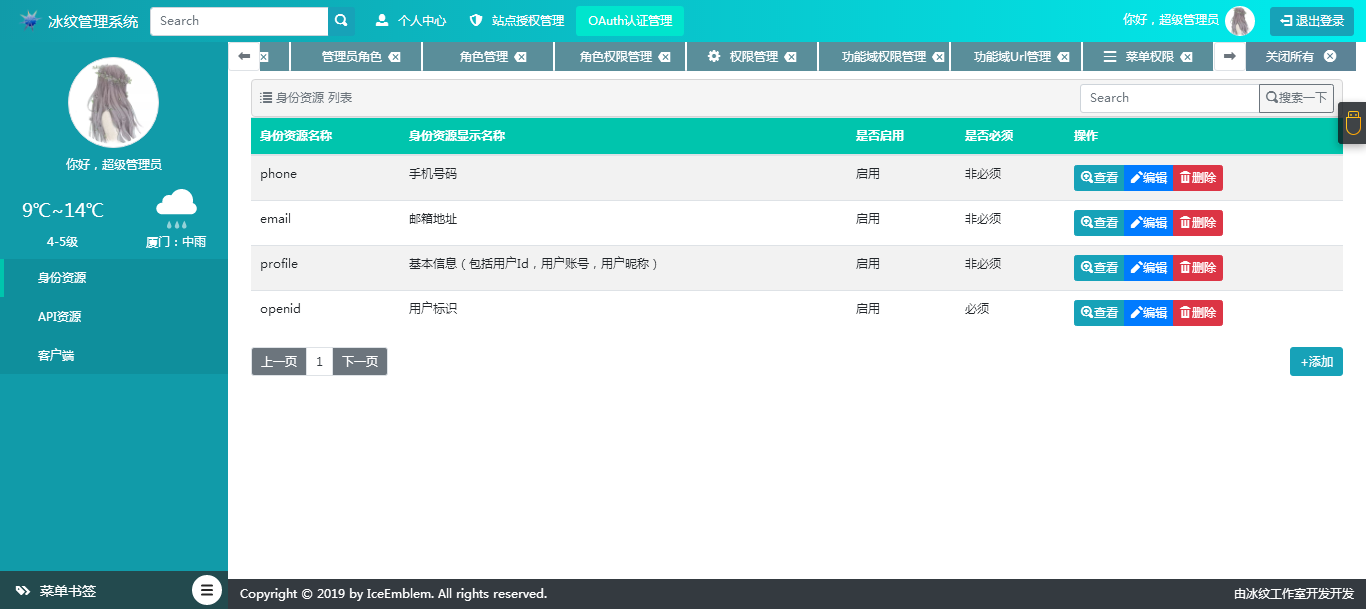 冰纹管理系统 Search 个人中心 站点授权管理 OAuth认证管理 你好，超级管理员 退出登录
管理员角色 角色管理 角色权限管理 权限管理 功能域权限管理 功能域Url管理 菜单权限 关闭所有
你好，超级管理员
9℃~14℃
4-5级 厦门：中雨
身份资源
API资源
客户端
菜单书签
身份资源 列表 Search 搜索一下
身份资源名称 身份资源显示名称 是否启用 是否必须 操作
phone 手机号码 启用 非必须 查看 编辑 删除
email 邮箱地址 启用 非必须 查看 编辑 删除
profile 基本信息（包括用户Id，用户账号，用户昵称） 启用 非必须 查看 编辑 删除
openid 用户标识 启用 必须 查看 编辑 删除
上一页 1 下一页 +添加
Copyright © 2019 by IceEmblem. All rights reserved. 由冰纹工作室开发开发